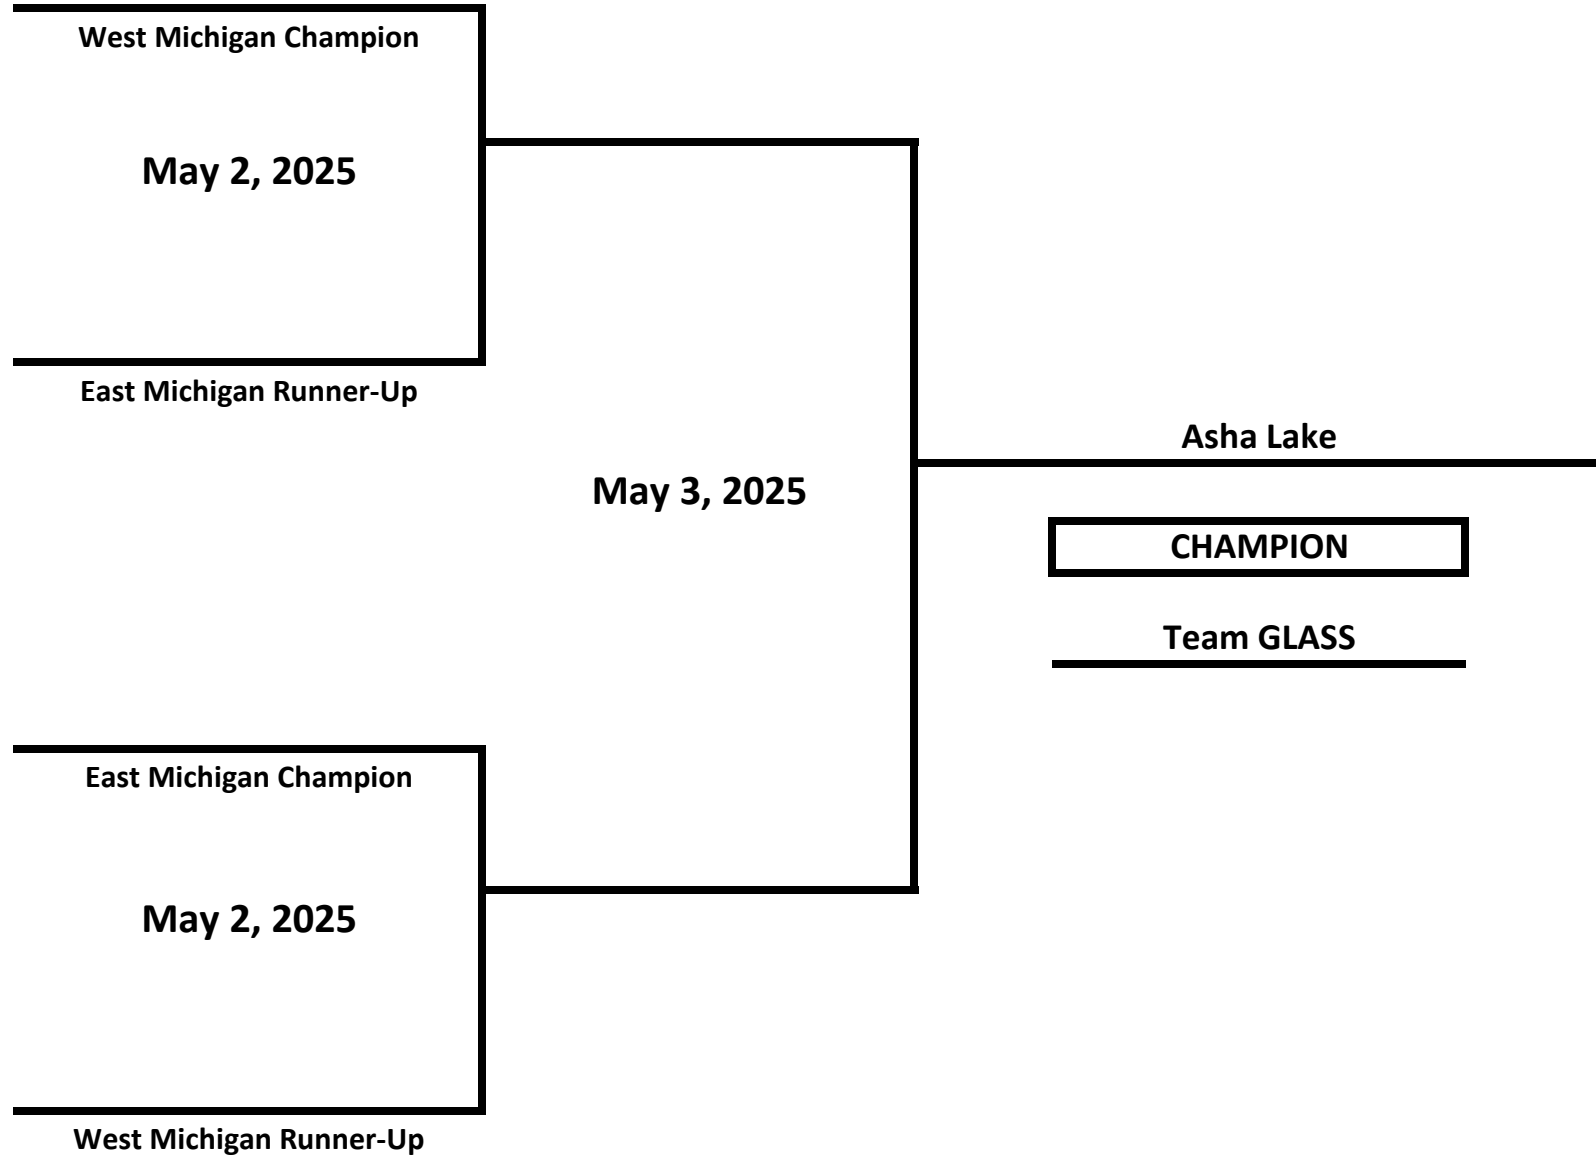 West Michigan Champion
May 2, 2025
East Michigan Runner-Up
Asha Lake
May 3, 2025
CHAMPION
Team GLASS
East Michigan Champion
May 2, 2025
West Michigan Runner-Up